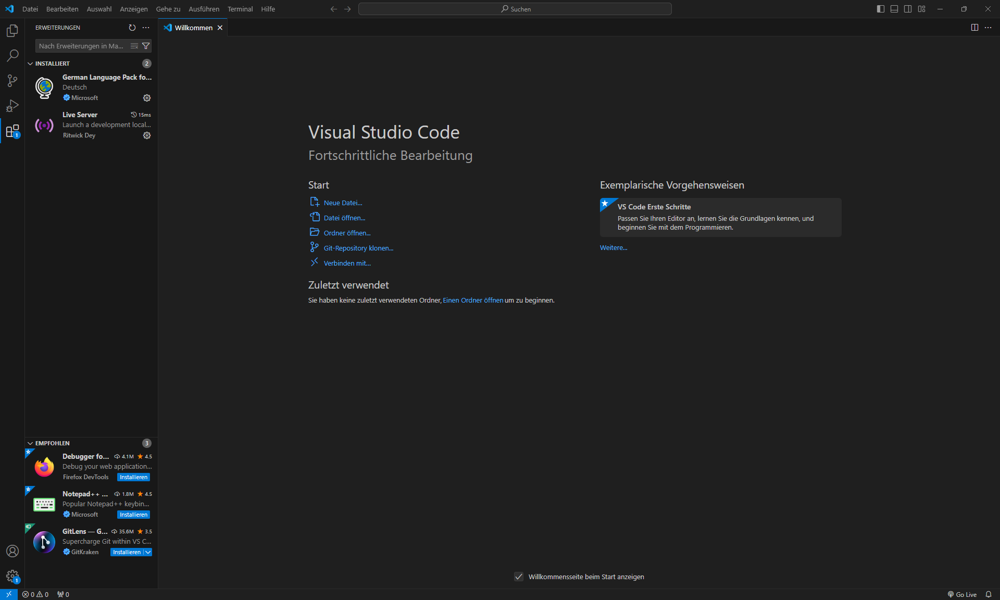 Datei Bearbeiten Auswahl Anzeigen Gehe zu Ausführen Terminal Hilfe
Suchen
ERWEITERUNGEN
Nach Erweiterungen in Ma...
INSTALLIERT 2
German Language Pack fo...
Deutsch
Microsoft
Live Server 15ms
Launch a development local...
Ritwick Dey
1
EMPFOHLEN 3
Debugger fo... 4.1M 4.5
Debug your web application...
Firefox DevTools Installieren
Notepad++ ... 1.8M 4.5
Popular Notepad++ keybin...
Microsoft Installieren
GitLens — G... 35.6M 3.5
Supercharge Git within VS C...
GitKraken Installieren
1
Willkommen
Visual Studio Code
Fortschrittliche Bearbeitung
Start
Neue Datei...
Datei öffnen...
Ordner öffnen...
Git-Repository klonen...
Verbinden mit...
Zuletzt verwendet
Sie haben keine zuletzt verwendeten Ordner, Einen Ordner öffnen um zu beginnen.
Exemplarische Vorgehensweisen
VS Code Erste Schritte
Passen Sie Ihren Editor an, lernen Sie die Grundlagen kennen, und
beginnen Sie mit dem Programmieren.
Weitere...
Willkommensseite beim Start anzeigen
0 0 0
Go Live